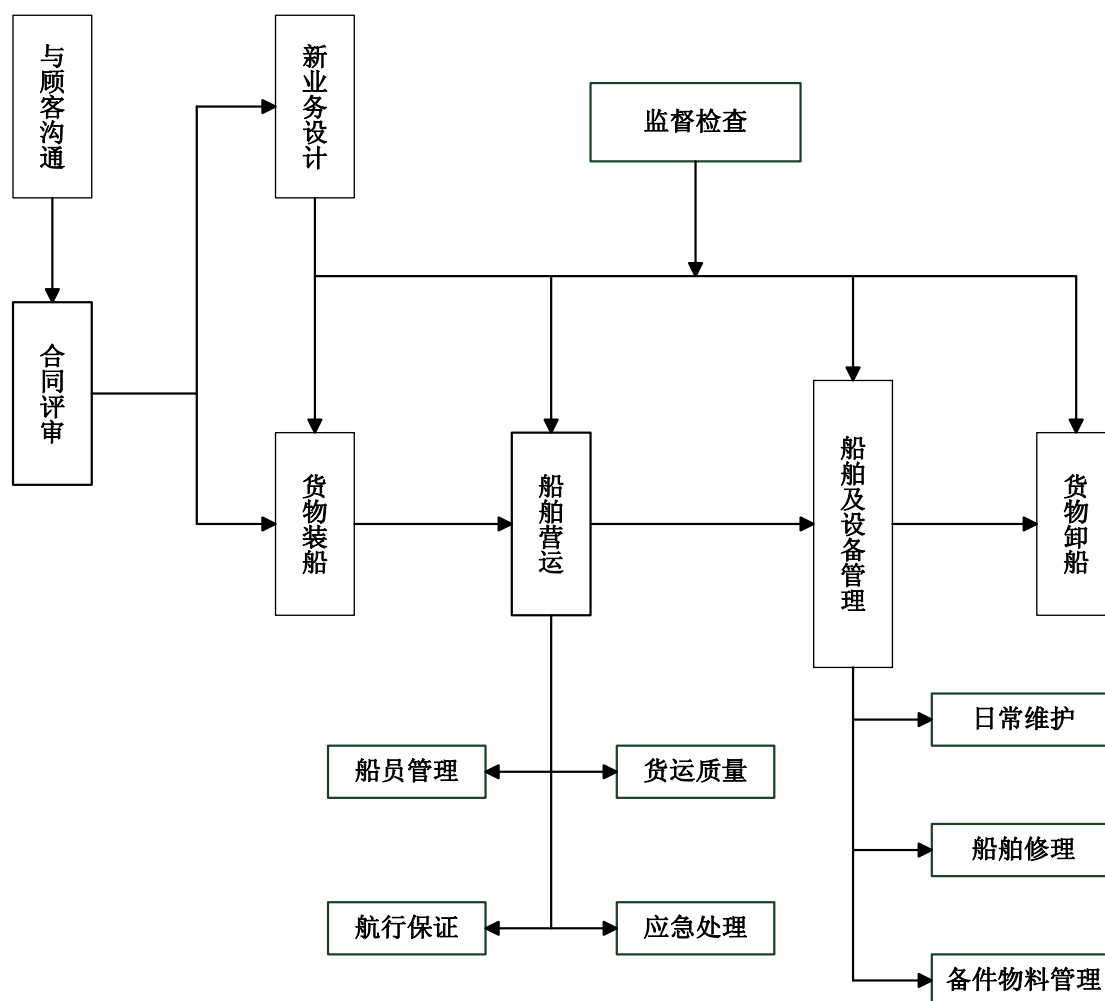 与顾客沟通
新业务设计
监督检查
合同评审
货物装船
船舶营运
船舶及设备管理
货物卸船
日常维护
船员管理
货运质量
船舶修理
航行保证
应急处理
备件物料管理